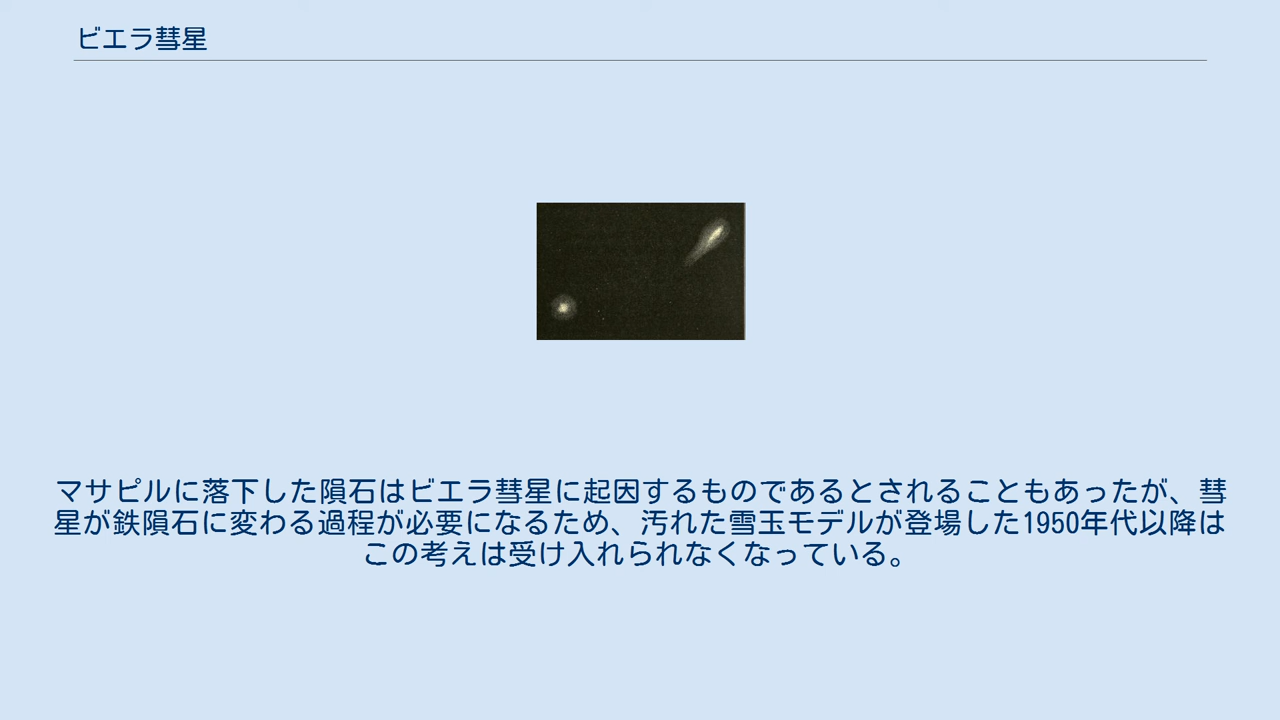 ビエラ彗星
マサピルに落下した隕石はビエラ彗星に起因するものであるとされることもあったが、彗
星が鉄隕石に変わる過程が必要になるため、汚れた雪玉モデルが登場した1950年代以降は
この考えは受け入れられなくなっている。